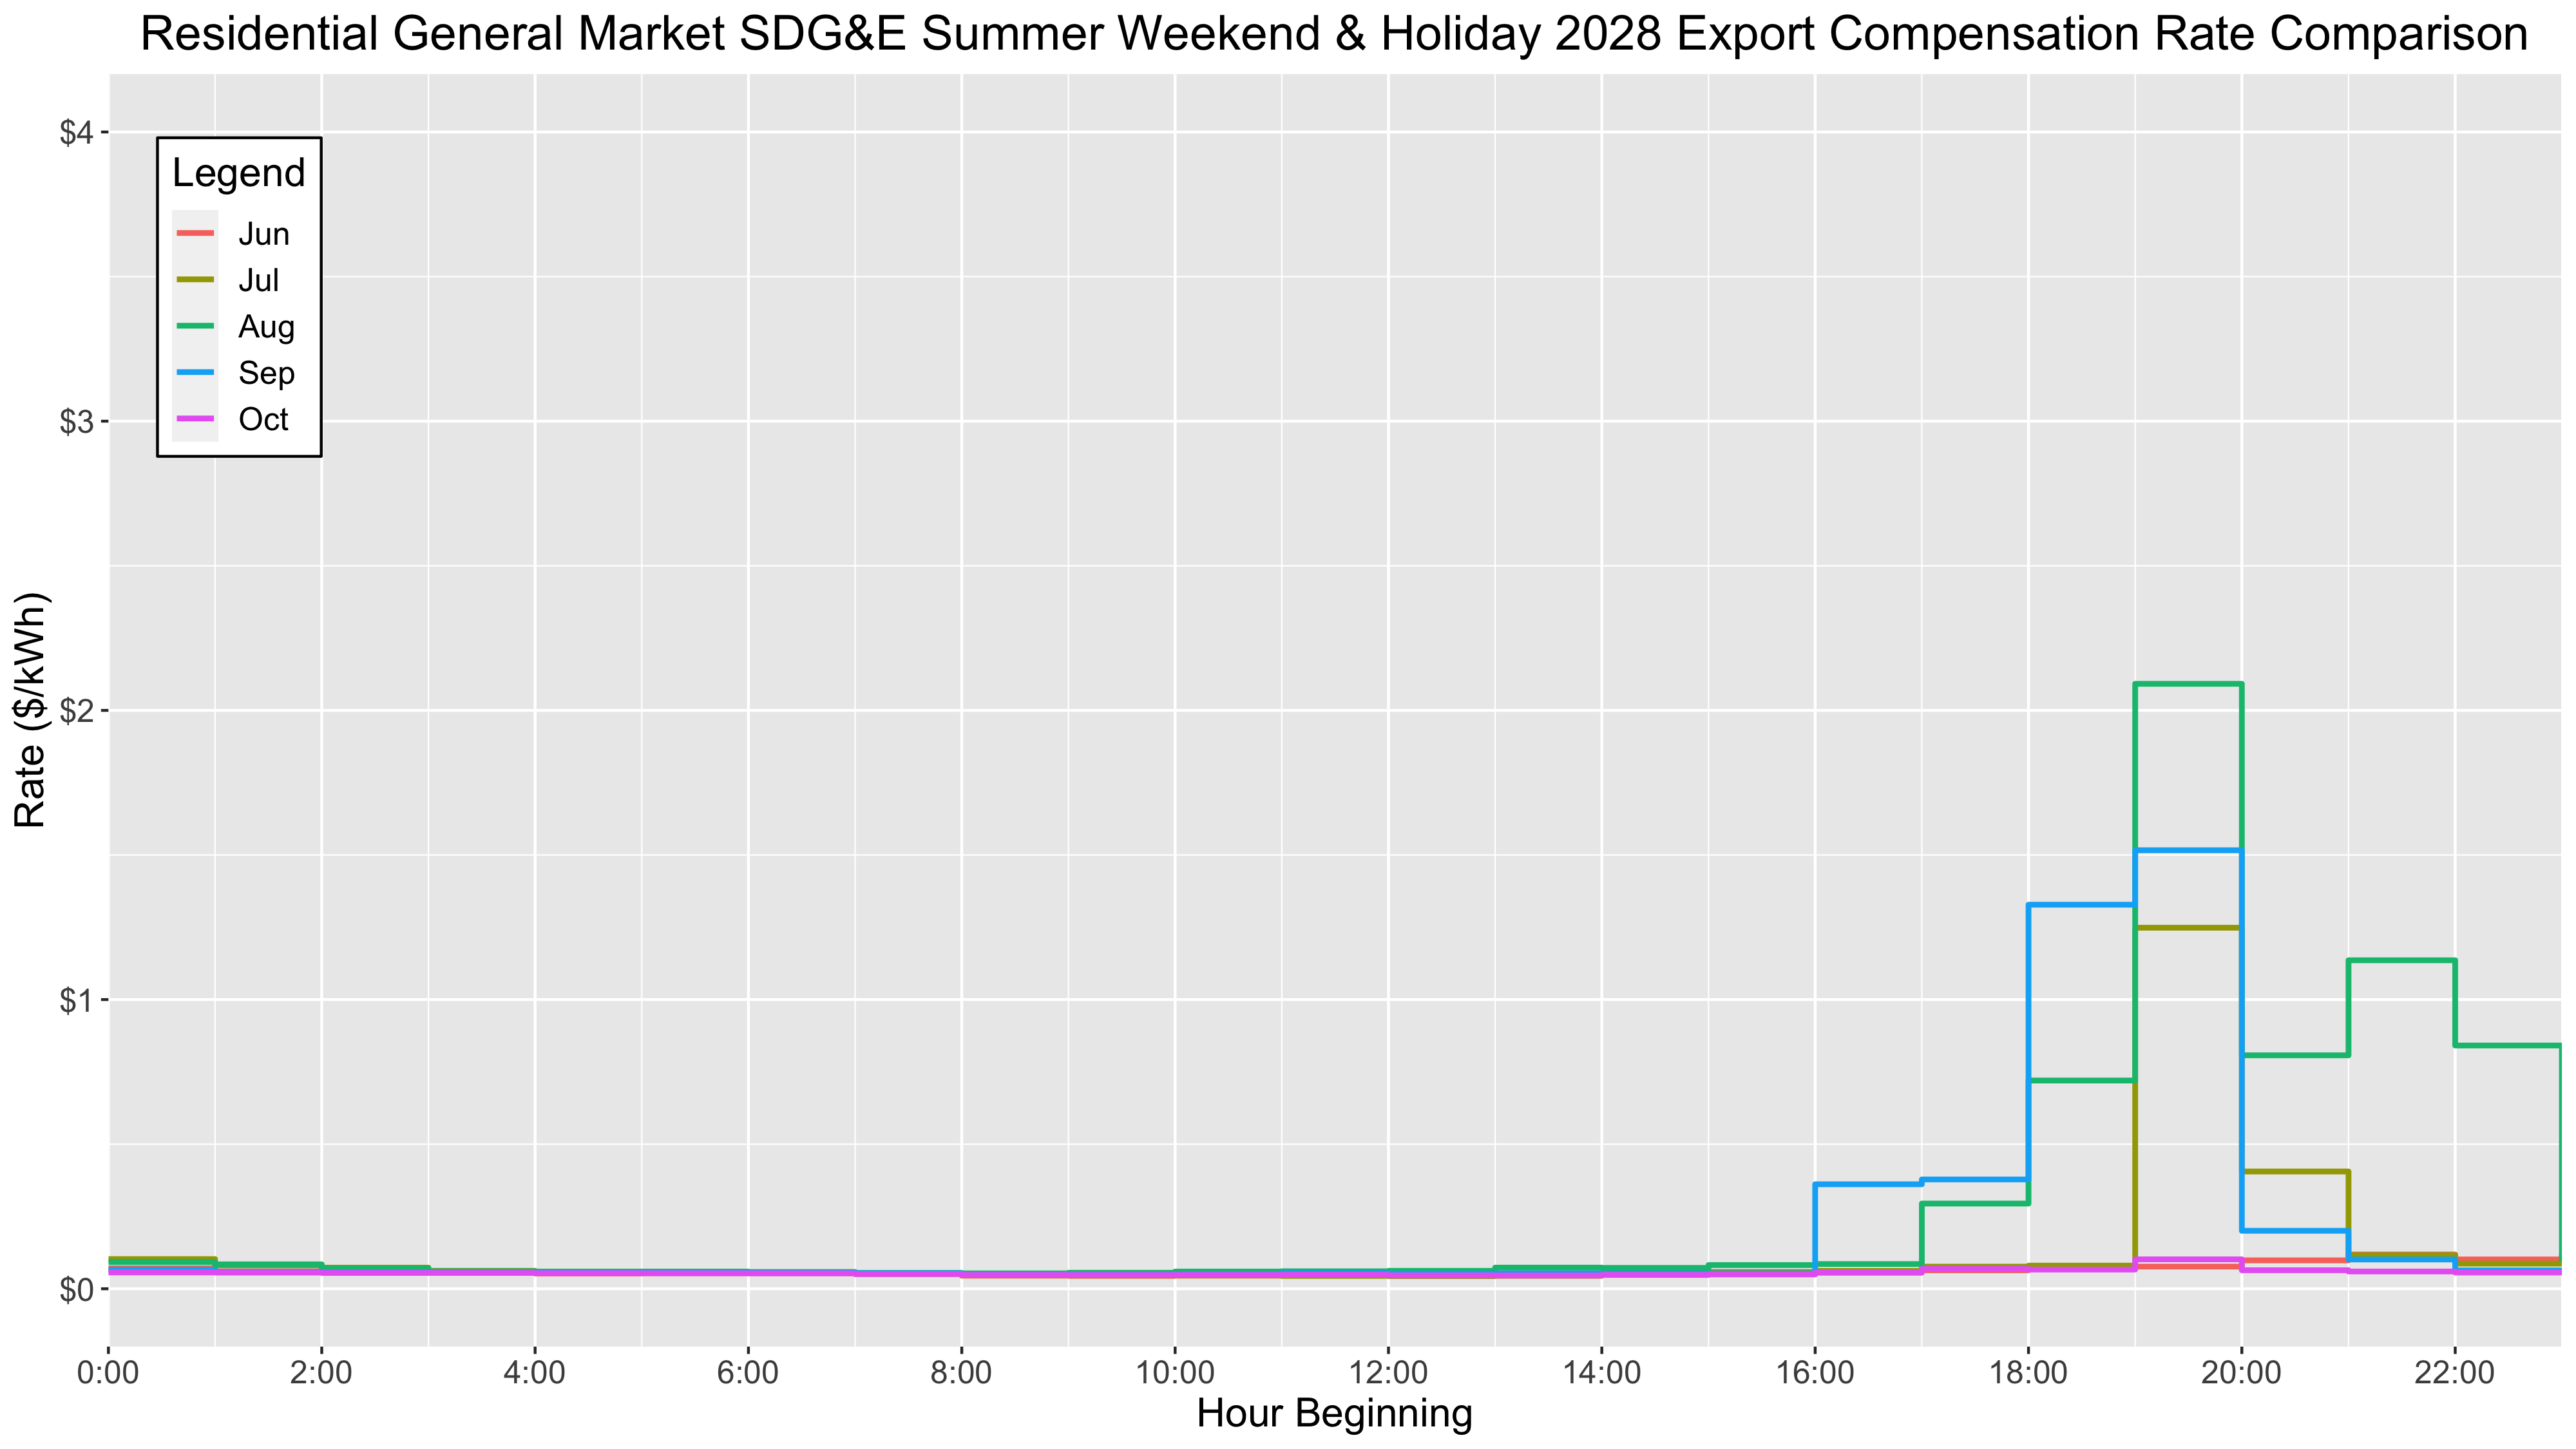 Residential General Market SDG&E Summer Weekend & Holiday 2028 Export Compensation Rate Comparison
$4
Legend
Jun
Jul
Aug
Sep
Oct
$3
$2
$1
$0
Rate ($/kWh)
0:00 2:00 4:00 6:00 8:00 10:00 12:00 14:00 16:00 18:00 20:00 22:00
Hour Beginning